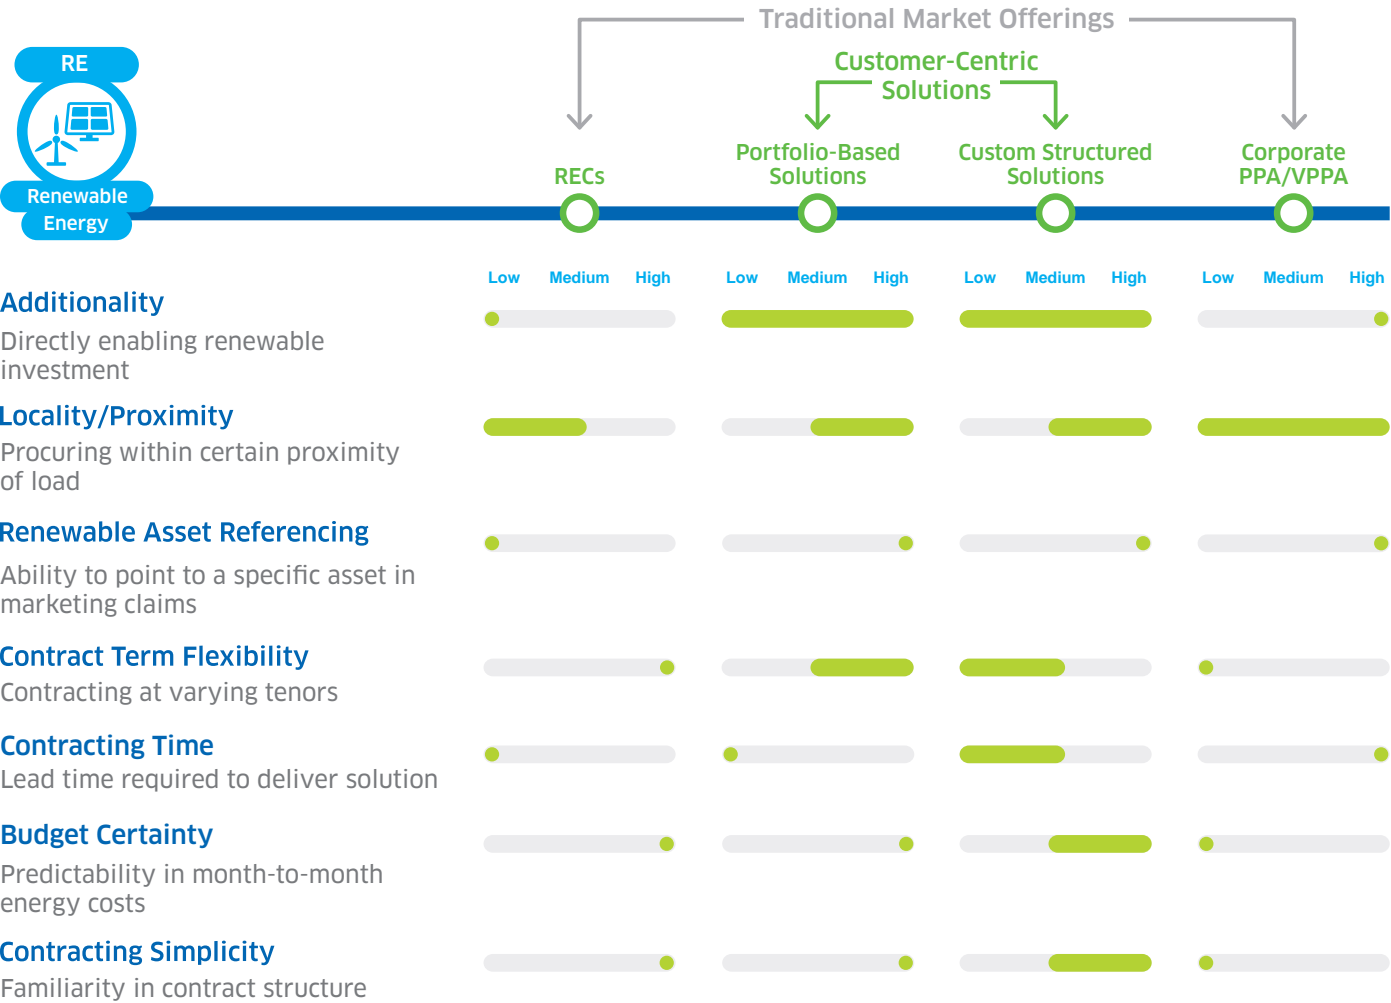 Traditional Market Offerings
Customer-Centric
Solutions
RE
Renewable
Energy
RECs
Portfolio-Based
Solutions
Custom Structured
Solutions
Corporate
PPA/VPPA
Low Medium High Low Medium High Low Medium High Low Medium High
Additionality
Directly enabling renewable
investment
Locality/Proximity
Procuring within certain proximity
of load
Renewable Asset Referencing
Ability to point to a specific asset in
marketing claims
Contract Term Flexibility
Contracting at varying tenors
Contracting Time
Lead time required to deliver solution
Budget Certainty
Predictability in month-to-month
energy costs
Contracting Simplicity
Familiarity in contract structure